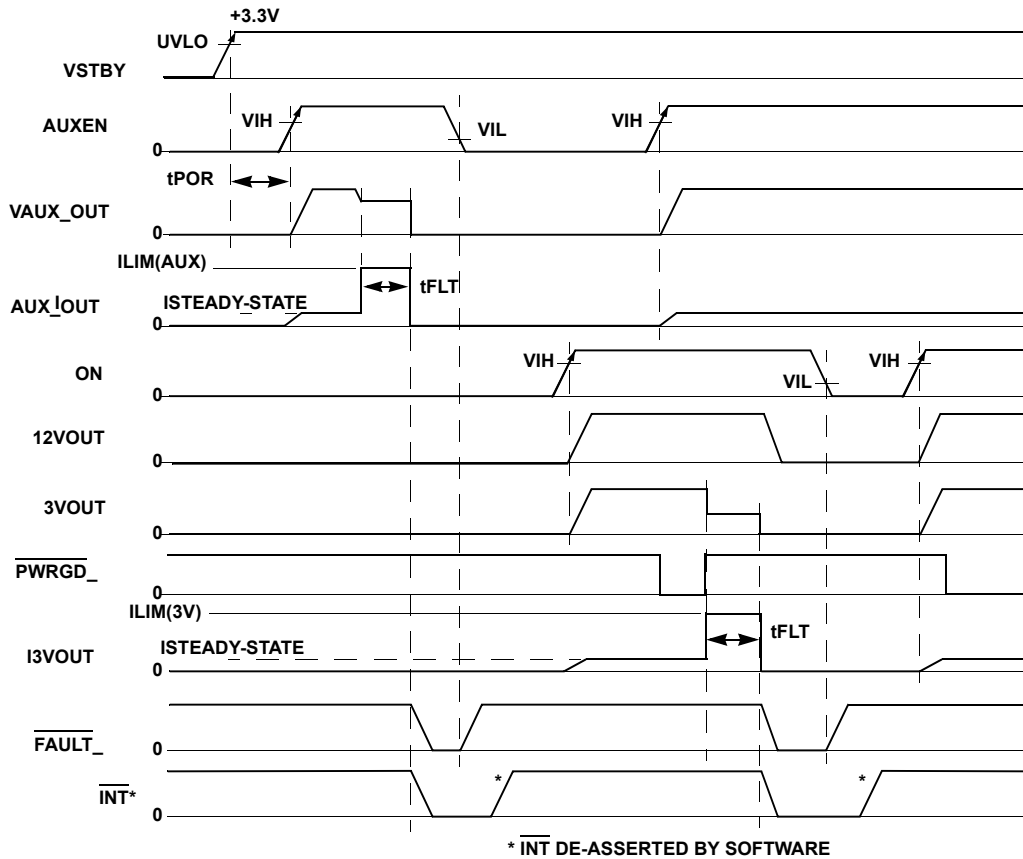 +3.3V
UVLO
VSTBY
VIH
VIL
VIH
AUXEN
0
tPOR
VAUX_OUT
0
ILIM(AUX)
tFLT
ISTEADY-STATE
AUX_IOUT
0
VIH
VIL
VIH
ON
0
12VOUT
0
3VOUT
0
PWRGD_
0
ILIM(3V)
tFLT
ISTEADY-STATE
I3VOUT
0
FAULT_
0
* *
INT*
0
* INT DE-ASSERTED BY SOFTWARE